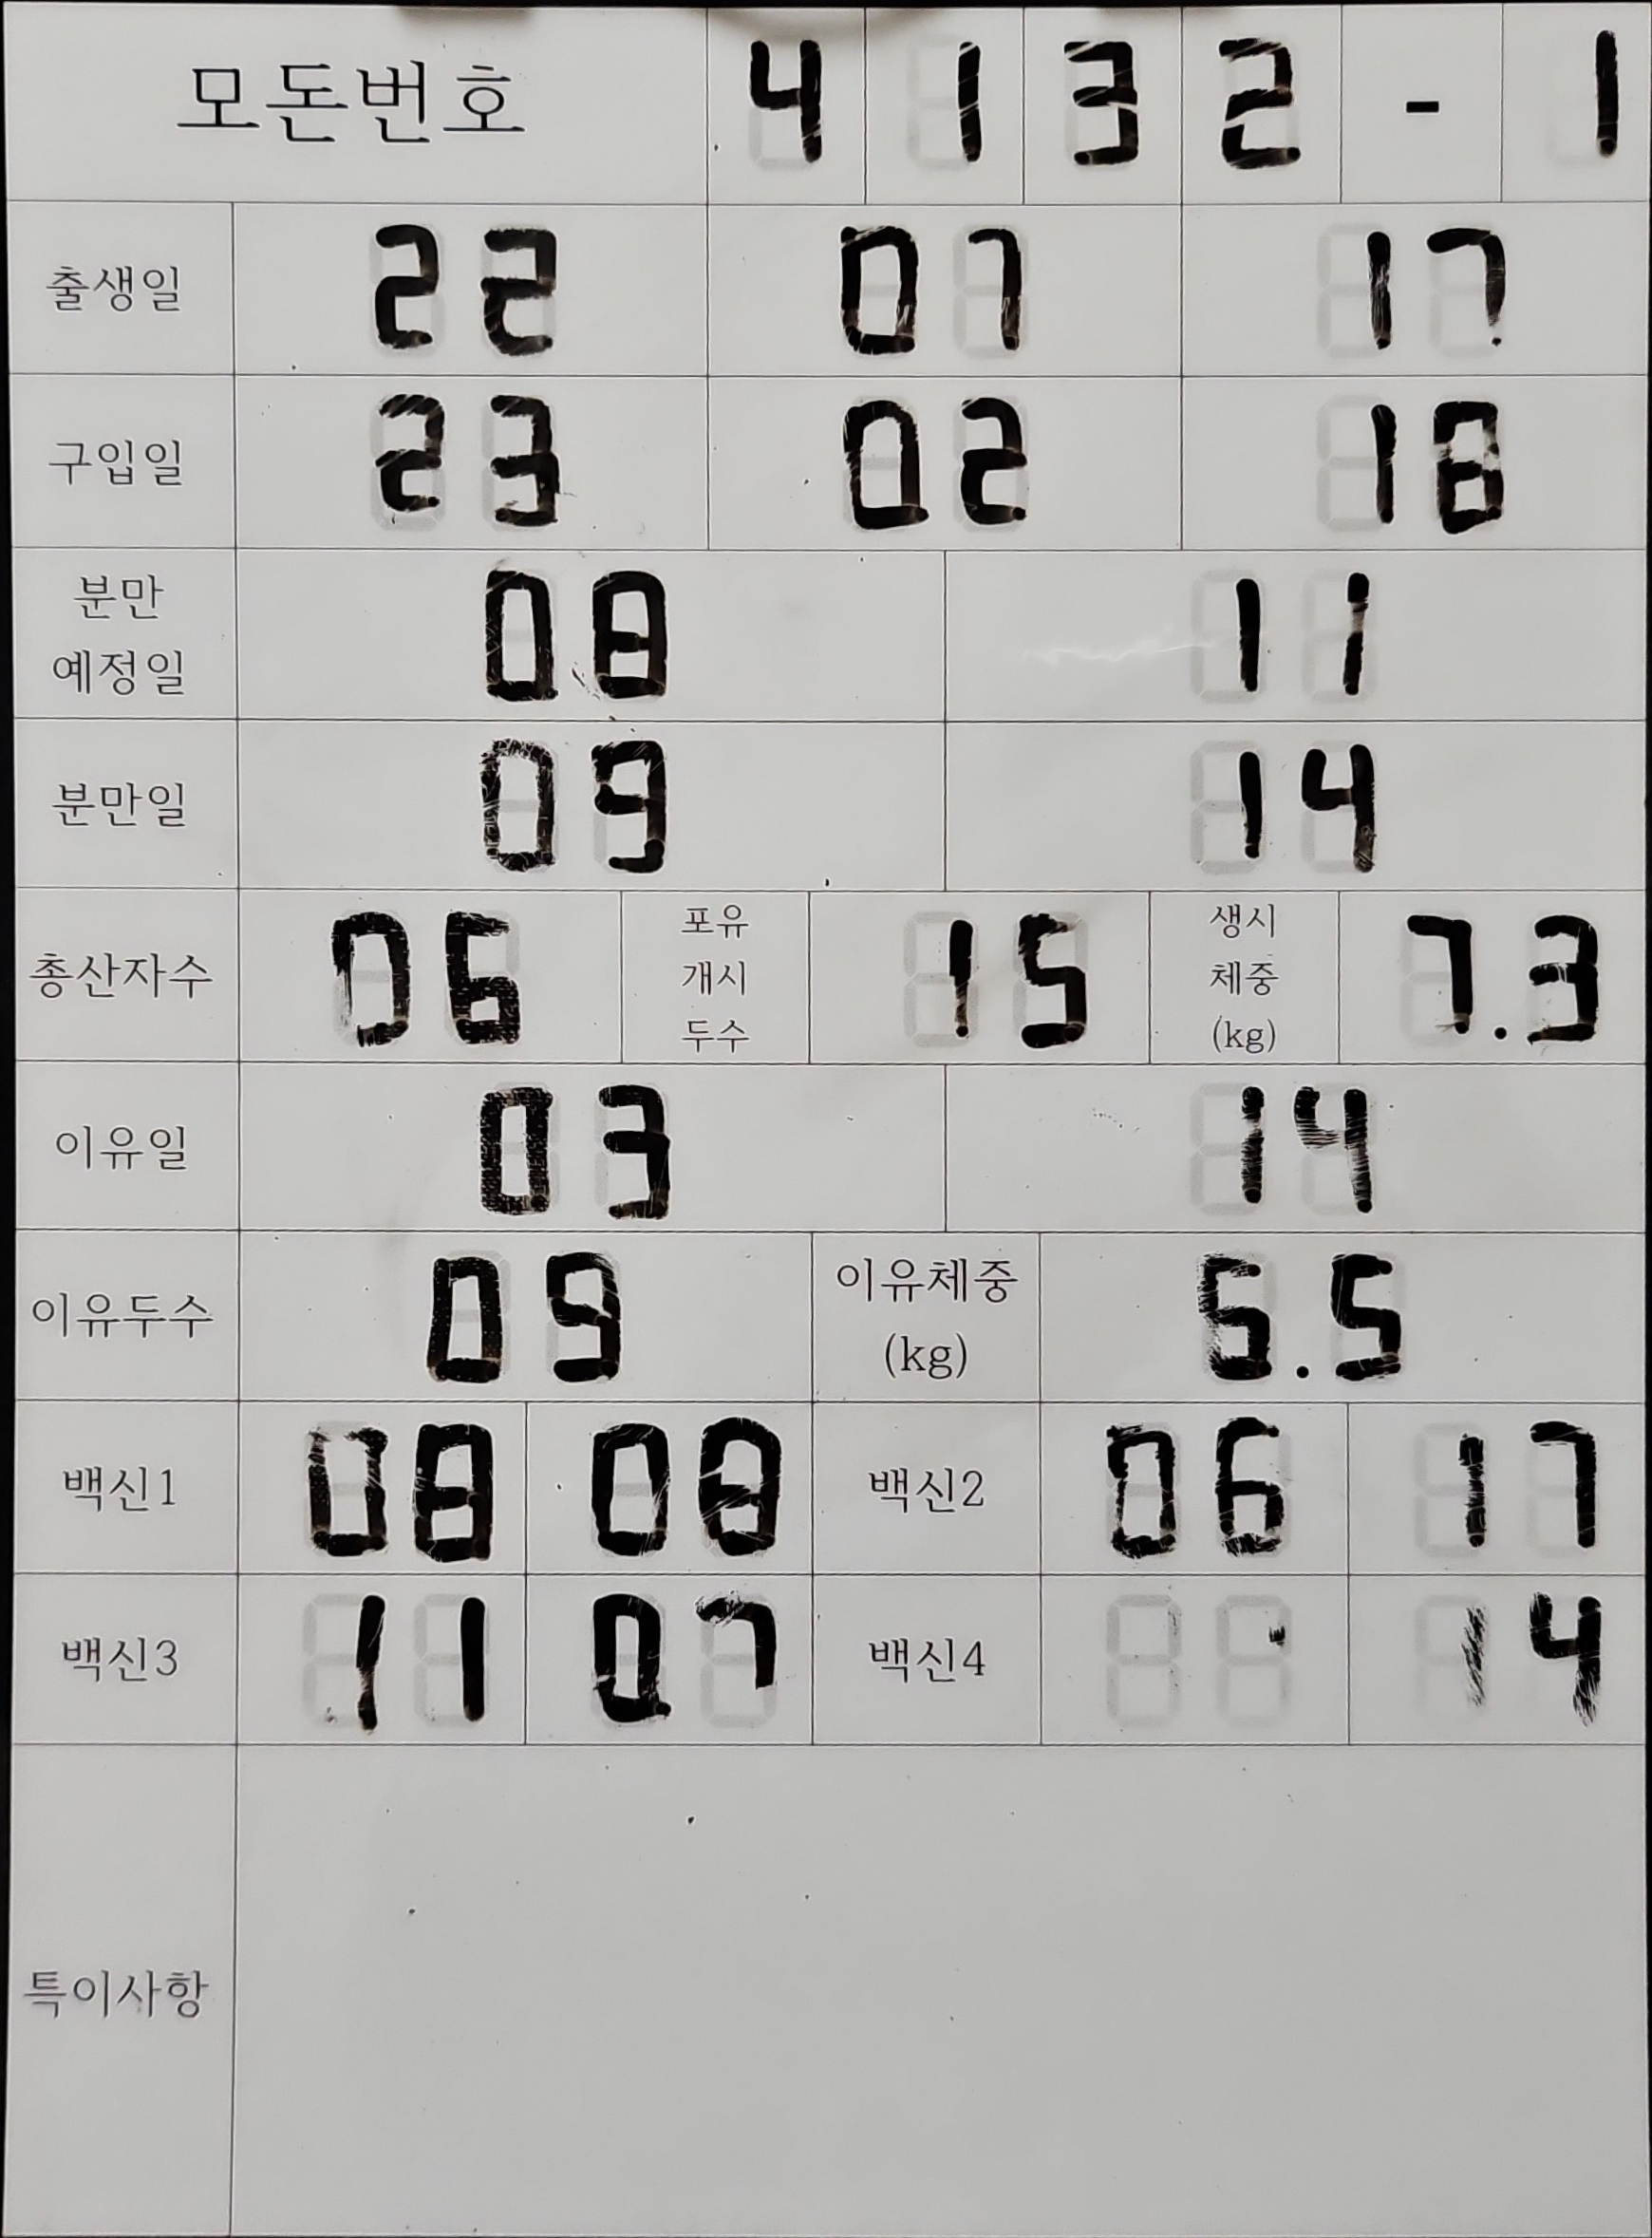 모돈번호 4 1 3 2 - 1
출생일 22 07 17
구입일 23 02 18
분만 예정일 08 11
분만일 09 14
총산자수 06 포유 개시 두수 15 생시 체중 (kg) 7.3
이유일 03 14
이유두수 09 이유체중 (kg) 6.5
백신1 08 08 백신2 06 17
백신3 11 07 백신4 14
특이사항